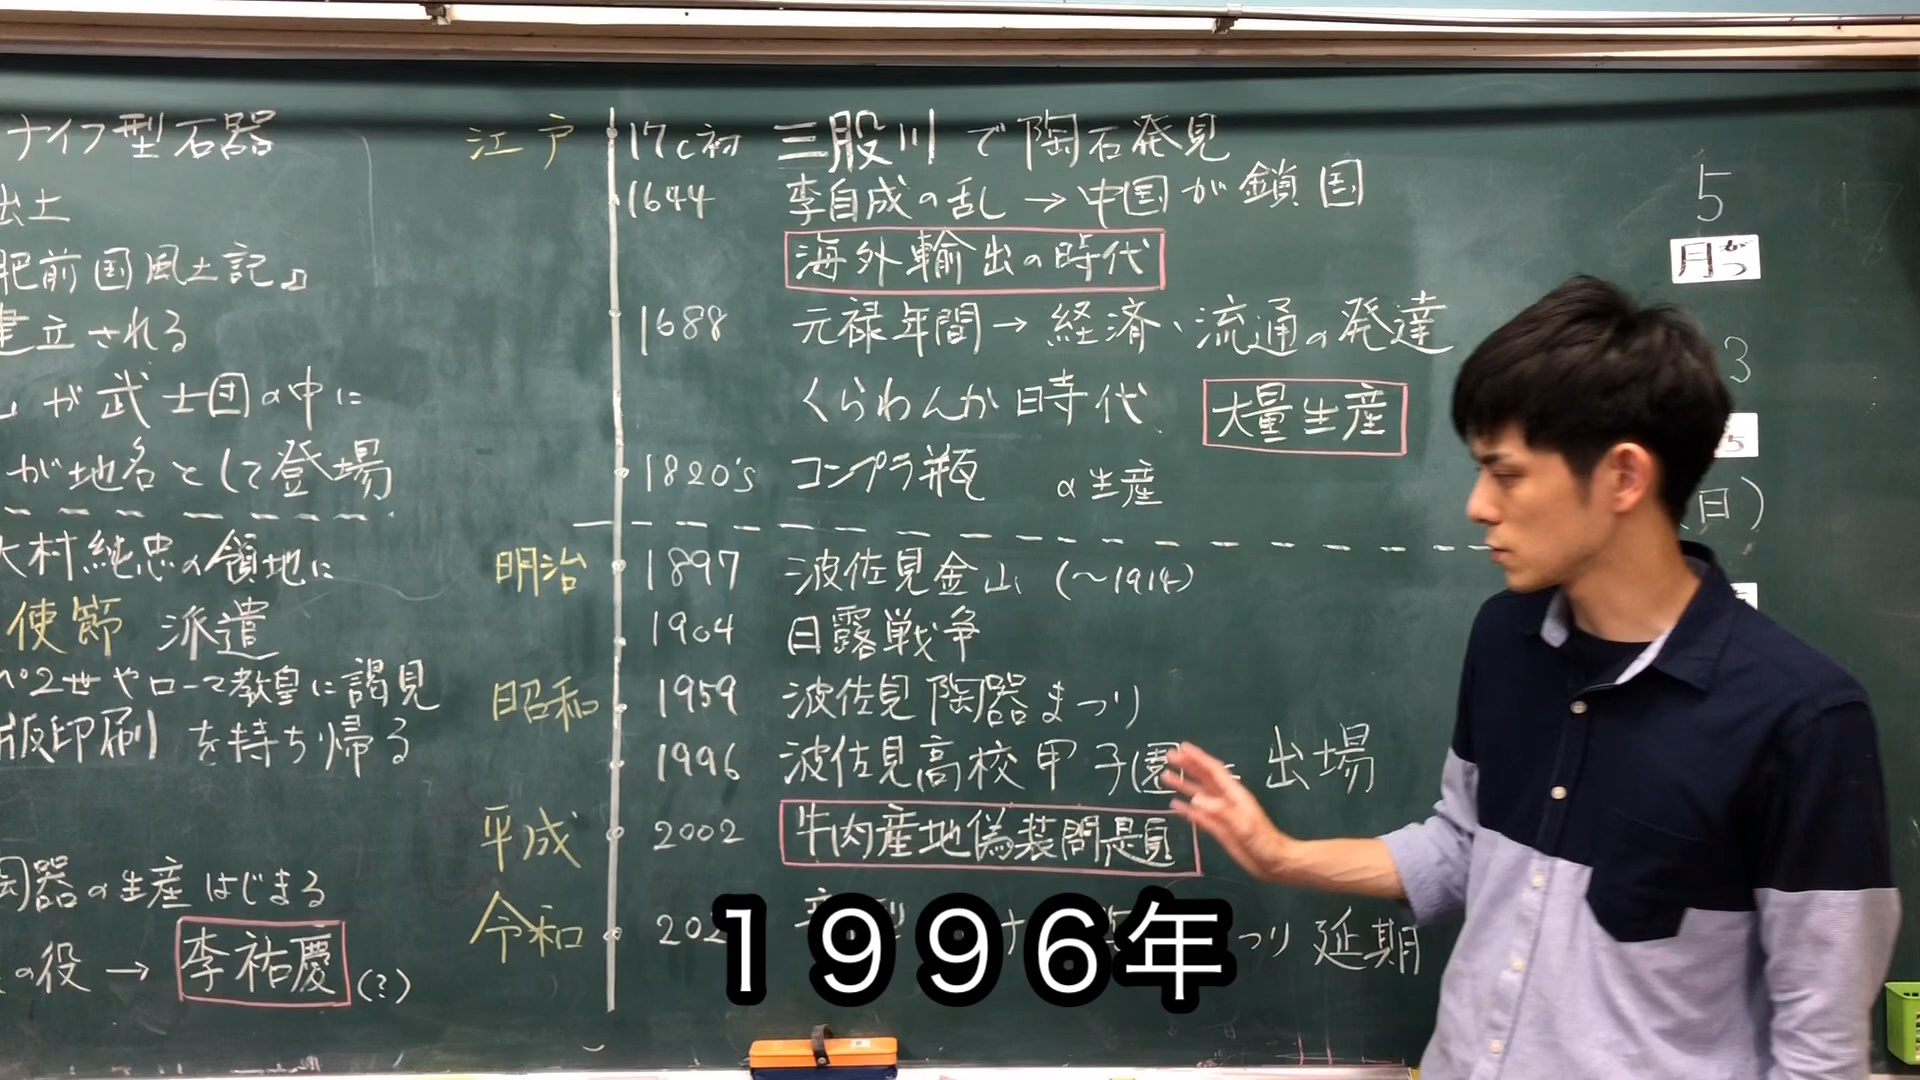 ナイフ型石器
出土
肥前国風土記』
建立される
が武士団の中に
が地名として登場
大村純忠の領地に
使節 派遣
ペ2世やローマ教皇に謁見
版印刷 を持ち帰る
陶器の生産はじまる
の役 → 李祐慶 (?)
江戸 17c初 三股川で陶石発見
1644 李自成の乱→中国が鎖国
海外輸出の時代
1688 元禄年間→経済、流通の発達
くらわんか時代 大量生産
1820's コンプラ瓶 の生産
明治 1897 波佐見金山 (〜1914)
1904 日露戦争
昭和 1959 波佐見陶器まつり
1996 波佐見高校甲子園 出場
平成 2002 牛肉産地偽装問題
令和 202 つり 延期
5
月がつ
3
(日)
1996年